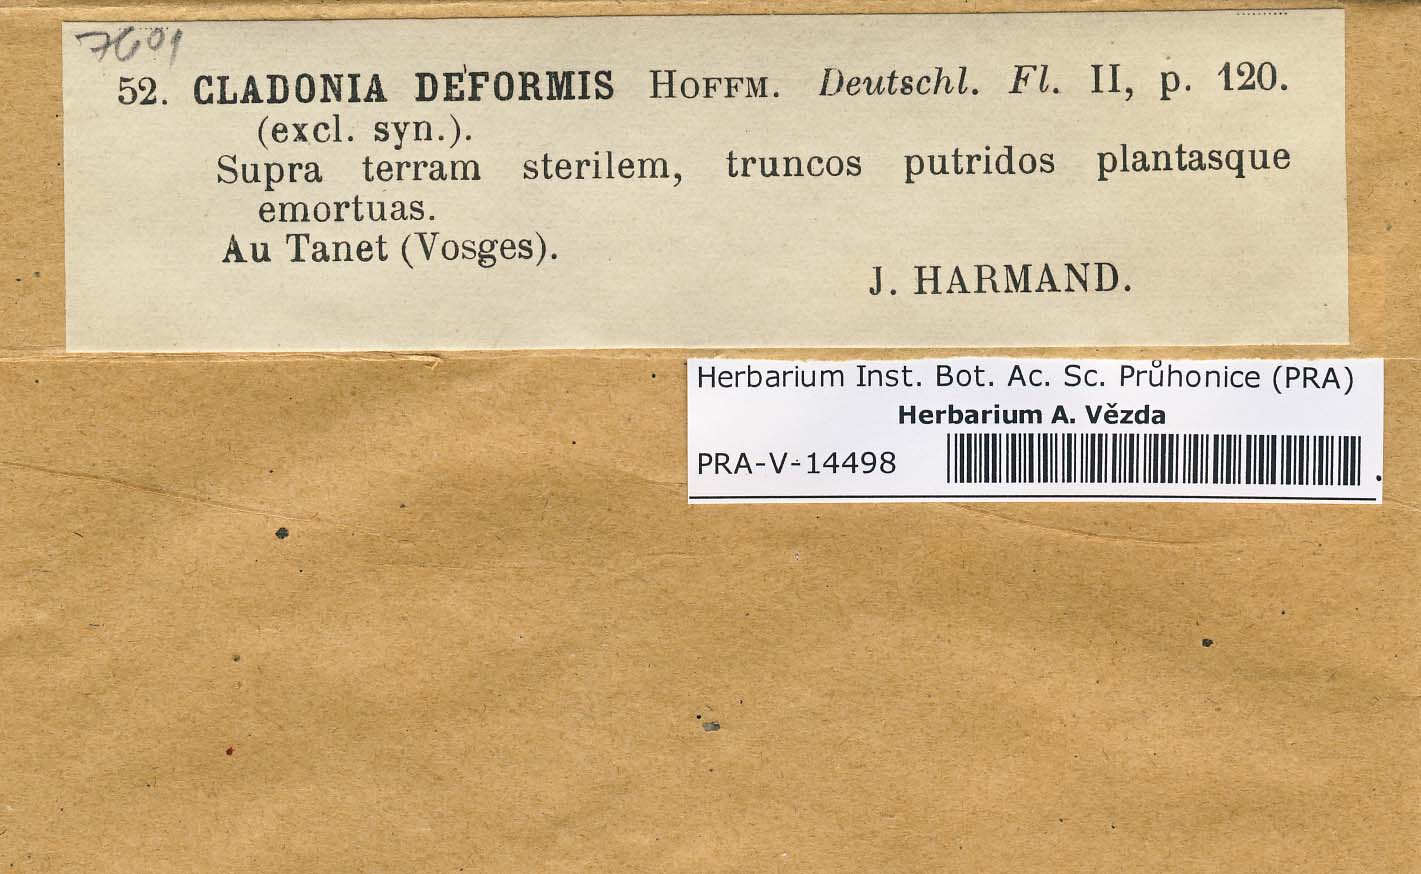 7601
52. CLADONIA DEFORMIS HOFFM. Deutschl. Fl. II, p. 120.
(excl. syn.).
Supra terram sterilem, truncos putridos plantasque
emortuas.
Au Tanet (Vosges).
J. HARMAND.
Herbarium Inst. Bot. Ac. Sc. Průhonice (PRA)
Herbarium A. Vězda
PRA-V-14498